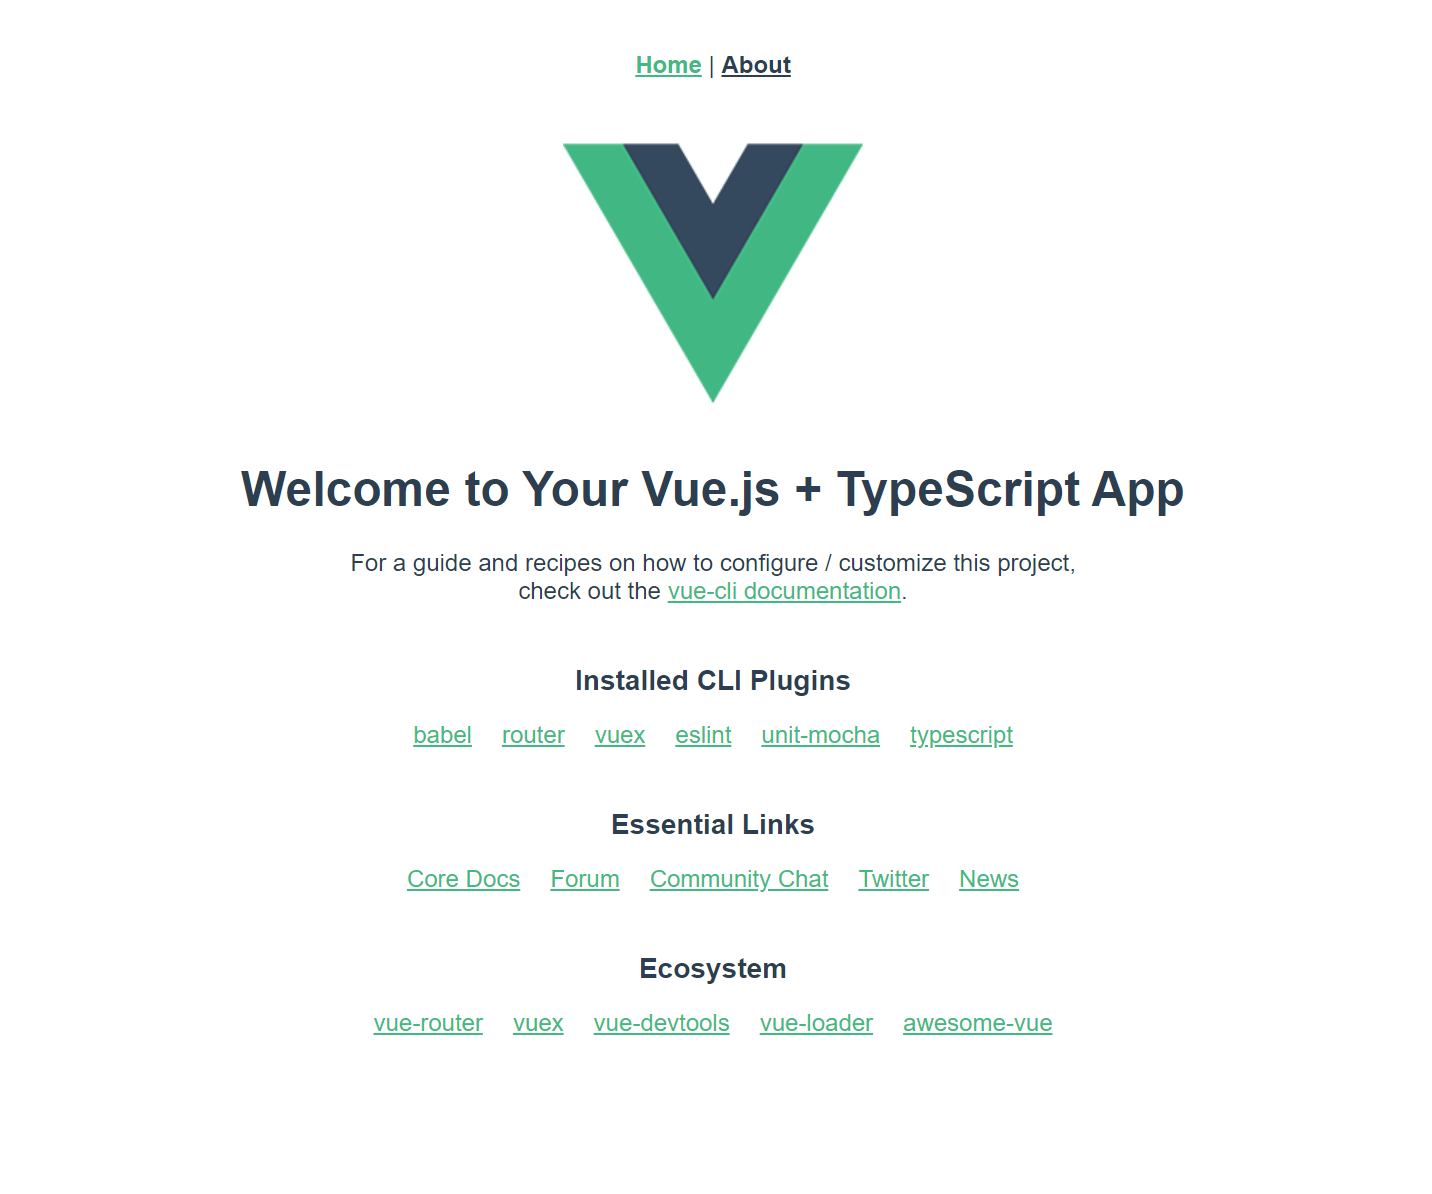 Home | About
Welcome to Your Vue.js + TypeScript App
For a guide and recipes on how to configure / customize this project,
check out the vue-cli documentation.
Installed CLI Plugins
babel router vuex eslint unit-mocha typescript
Essential Links
Core Docs Forum Community Chat Twitter News
Ecosystem
vue-router vuex vue-devtools vue-loader awesome-vue